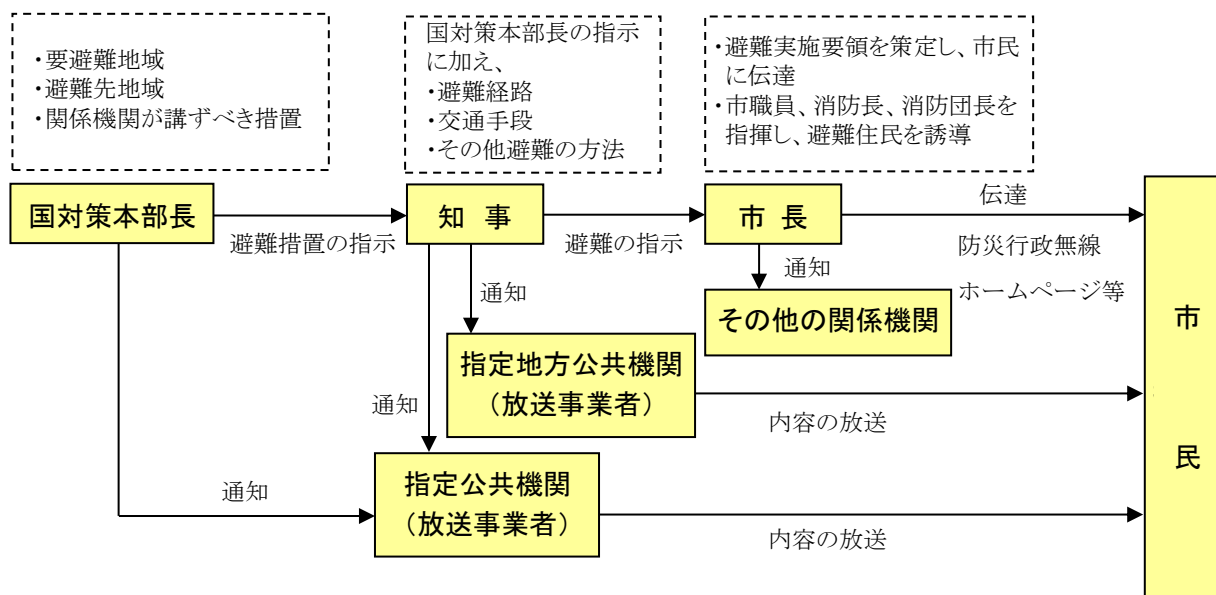 ・要避難地域
・避難先地域
・関係機関が講ずべき措置
国対策本部長の指示
に加え、
・避難経路
・交通手段
・その他避難の方法
・避難実施要領を策定し、市民
に伝達
・市職員、消防長、消防団長を
指揮し、避難住民を誘導
国対策本部長
避難措置の指示
知 事
避難の指示
市 長
伝達
防災行政無線
ホームページ等
通知
その他の関係機関
通知
指定地方公共機関
（放送事業者）
内容の放送
通知
指定公共機関
（放送事業者）
通知
内容の放送
市
民